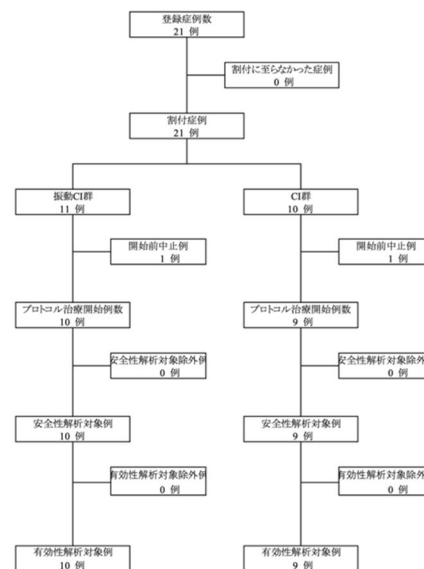 登録症例数
21 例
割付に至らなかった症例
0 例
割付症例
21 例
振動CI群
11 例
CI群
10 例
開始前中止例
1 例
開始前中止例
1 例
プロトコル治療開始例数
10 例
プロトコル治療開始例数
9 例
安全性解析対象除外例
0 例
安全性解析対象除外例
0 例
安全性解析対象例
10 例
安全性解析対象例
9 例
有効性解析対象除外例
0 例
有効性解析対象除外例
0 例
有効性解析対象例
10 例
有効性解析対象例
9 例